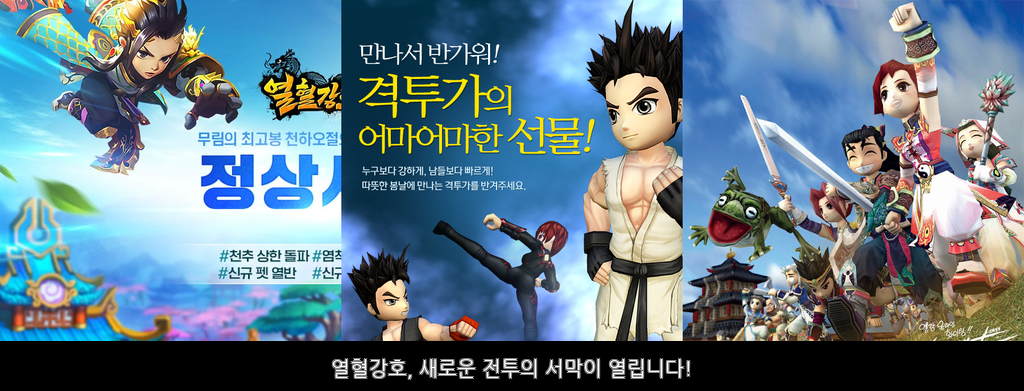 열혈강
무림의 최고봉 천하오절의
정상
#천추 상한 돌파 #염
#신규 펫 열반 #신규
만나서 반가워!
격투가의
어마어마한 선물!
누구보다 강하게, 남들보다 빠르게!
따뜻한 봄날에 만나는 격투가를 반겨주세요.
열혈강호, 새로운 전투의 서막이 열립니다!